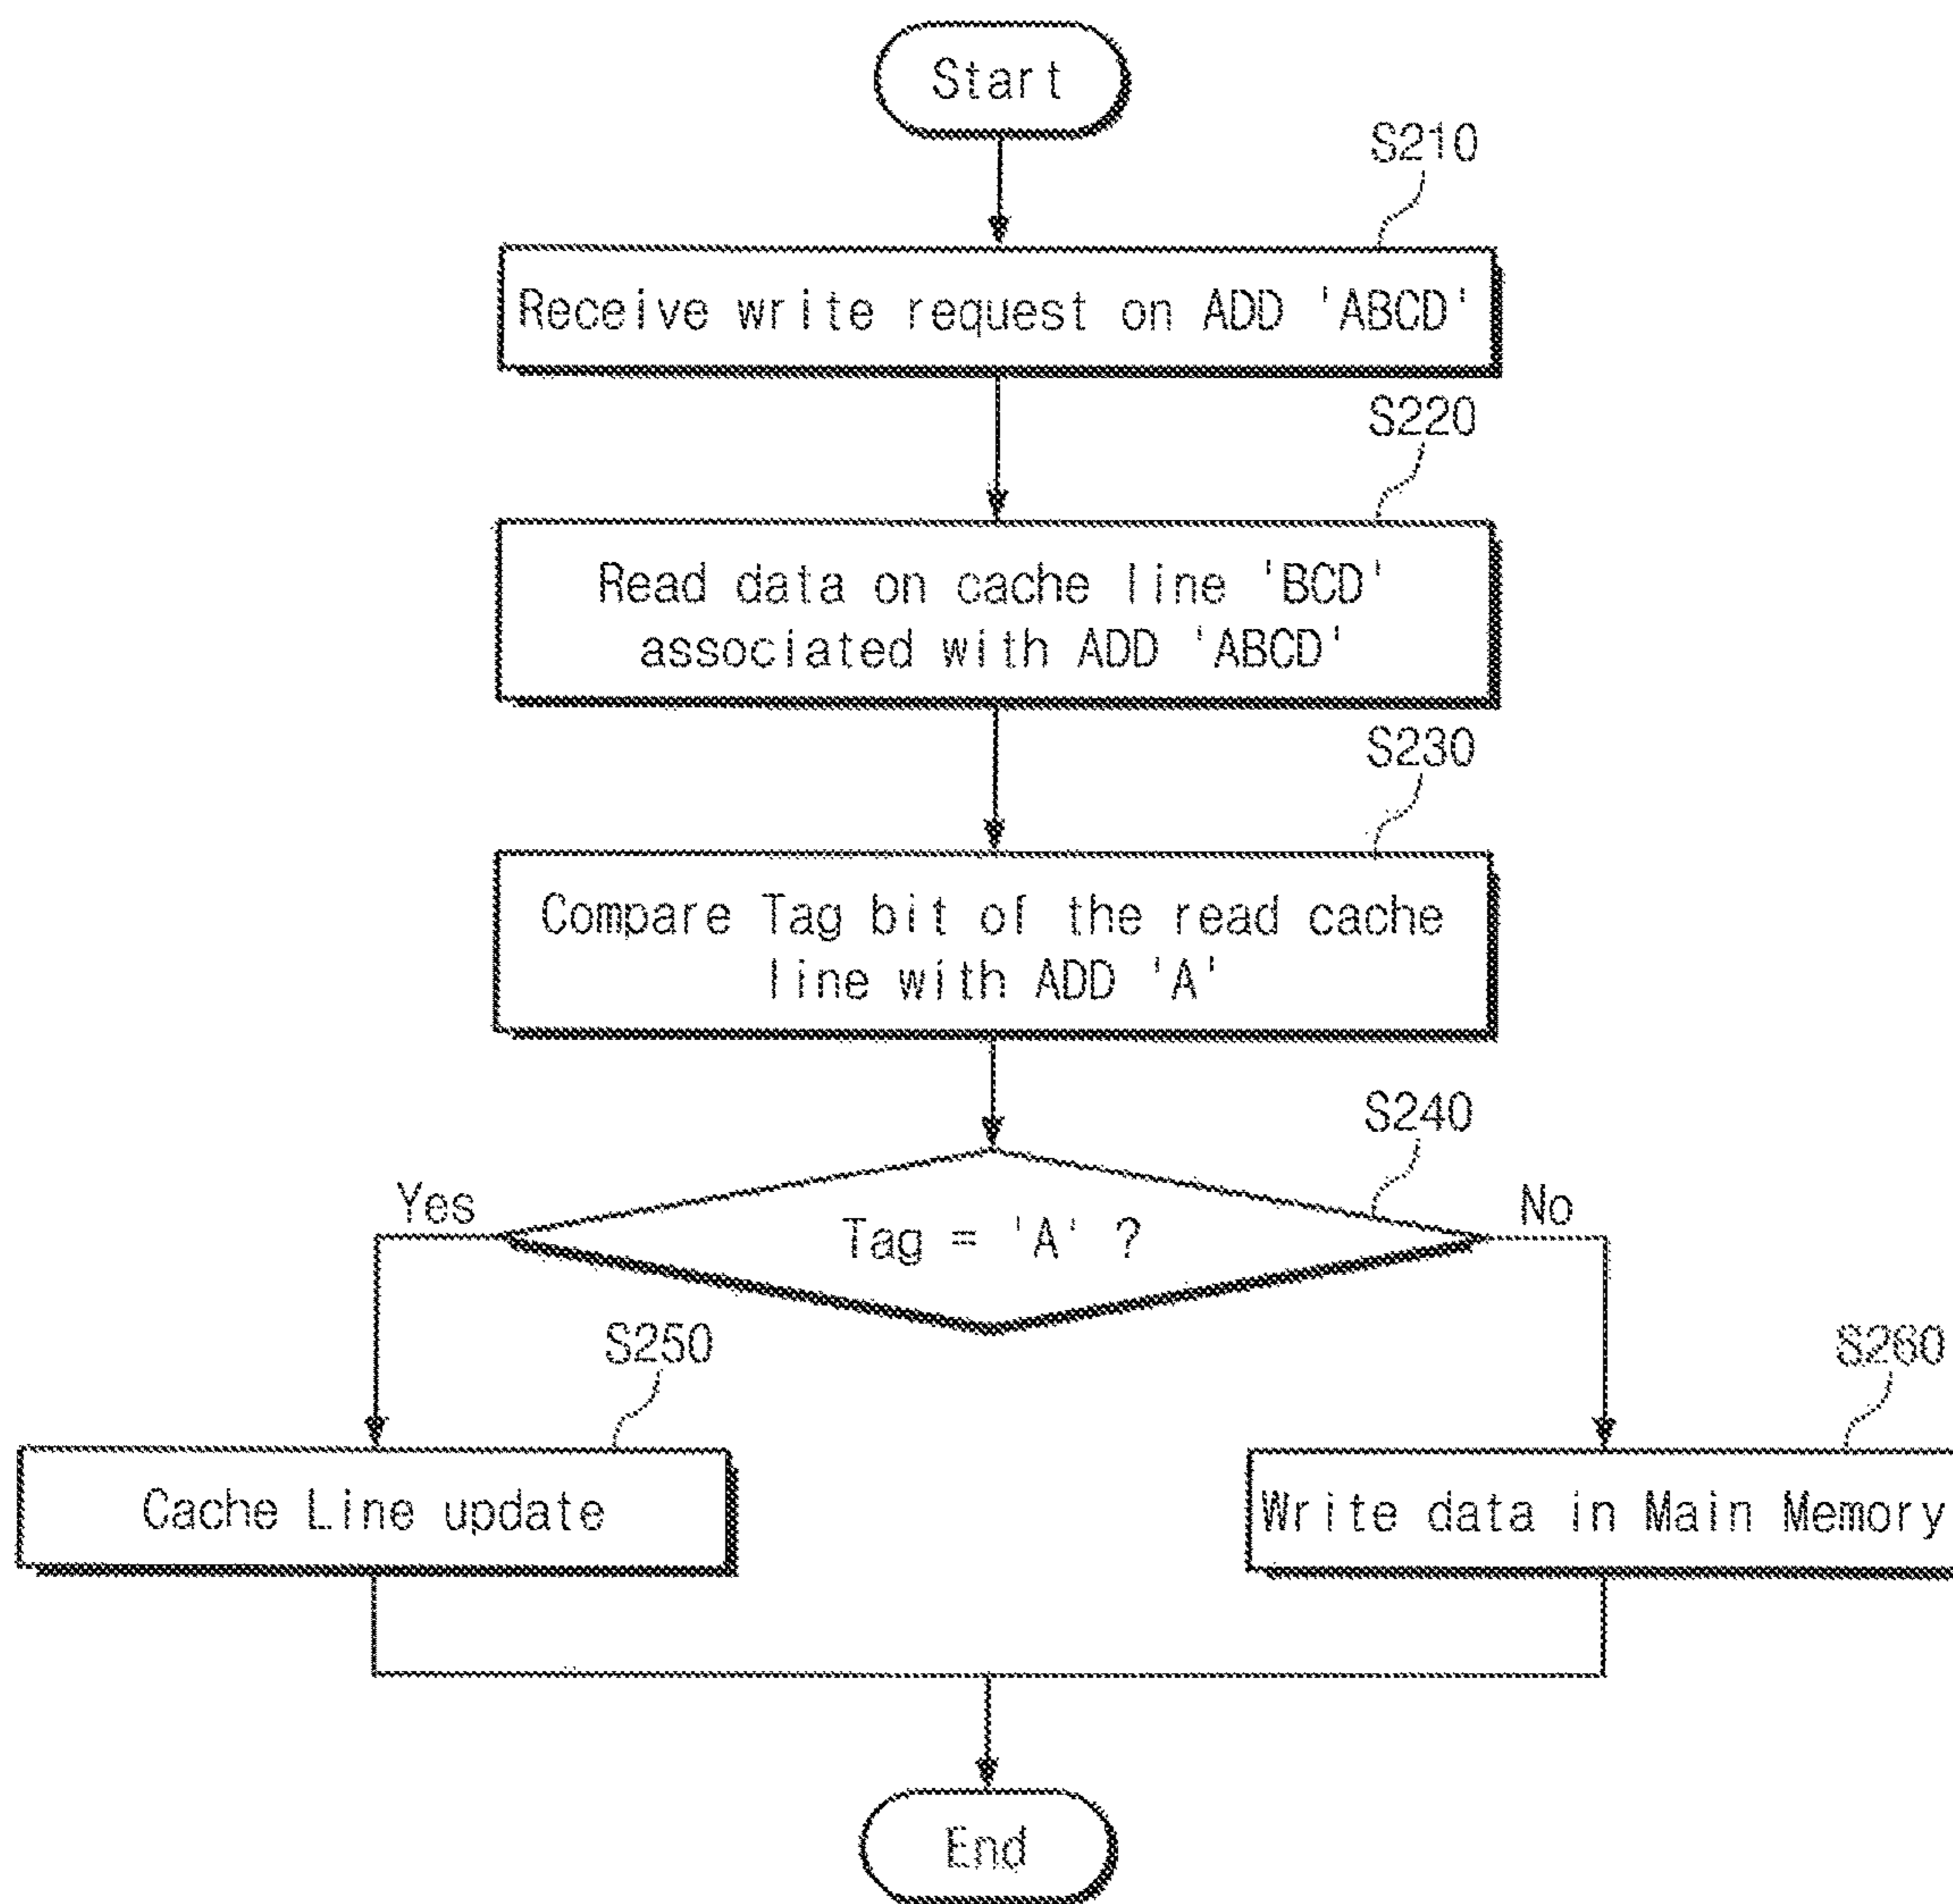 Start
S210
Receive write request on ADD 'ABCD'
S220
Read data on cache line 'BCD'
associated with ADD 'ABCD'
S230
Compare Tag bit of the read cache
line with ADD 'A'
S240
Yes
Tag = 'A' ?
No
S250
S260
Cache Line update
Write data in Main Memory
End